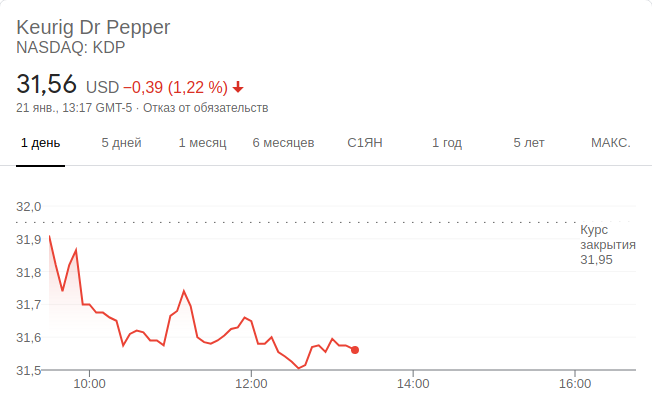 Keurig Dr Pepper
NASDAQ: KDP
31,56 USD −0,39 (1,22 %)
21 янв., 13:17 GMT-5 · Отказ от обязательств
1 день 5 дней 1 месяц 6 месяцев С1ЯН 1 год 5 лет МАКС.
32,0
31,9
31,8
31,7
31,6
31,5
Курс
закрытия
31,95
10:00 12:00 14:00 16:00